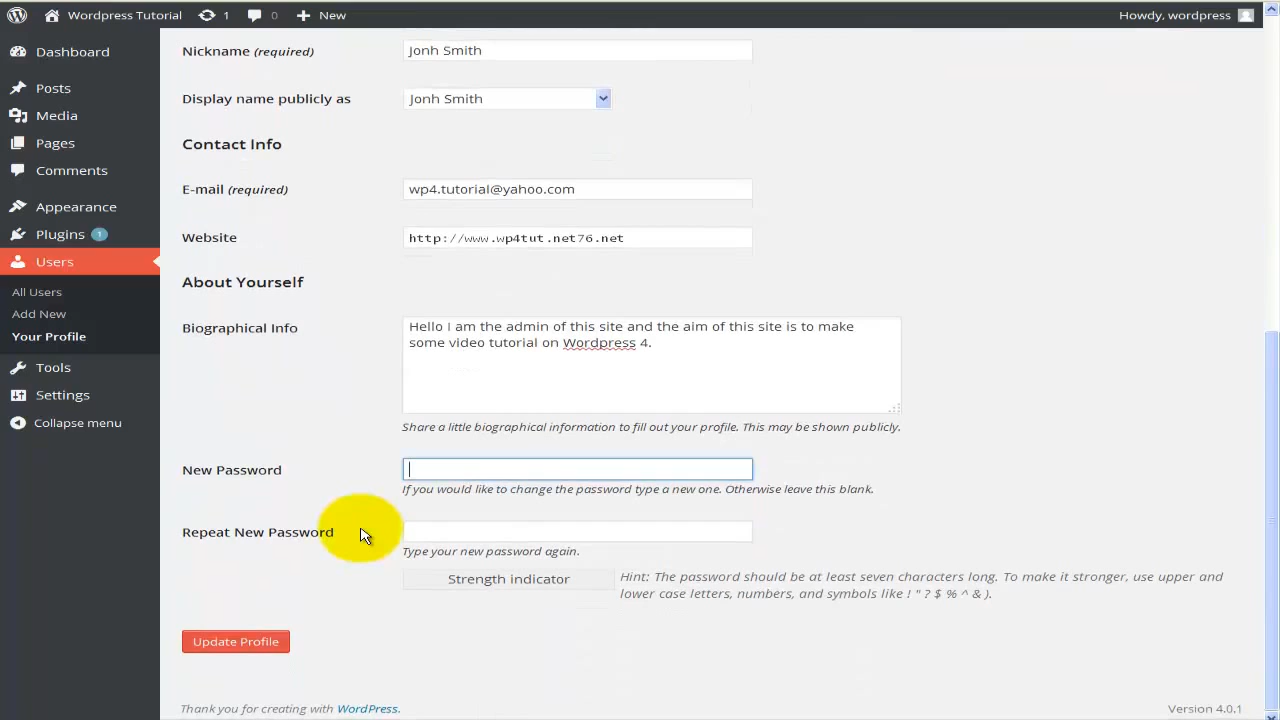 Wordpress Tutorial 1 0 New Howdy, wordpress
Dashboard
Posts
Media
Pages
Comments
Appearance
Plugins 1
Users
All Users
Add New
Your Profile
Tools
Settings
Collapse menu
Nickname (required) Jonh Smith
Display name publicly as Jonh Smith
Contact Info
E-mail (required) wp4.tutorial@yahoo.com
Website http://www.wp4tut.net76.net
About Yourself
Biographical Info
Hello I am the admin of this site and the aim of this site is to make
some video tutorial on Wordpress 4.
Share a little biographical information to fill out your profile. This may be shown publicly.
New Password
If you would like to change the password type a new one. Otherwise leave this blank.
Repeat New Password
Type your new password again.
Strength indicator
Hint: The password should be at least seven characters long. To make it stronger, use upper and
lower case letters, numbers, and symbols like ! " ? $ % ^ & ).
Update Profile
Thank you for creating with WordPress. Version 4.0.1